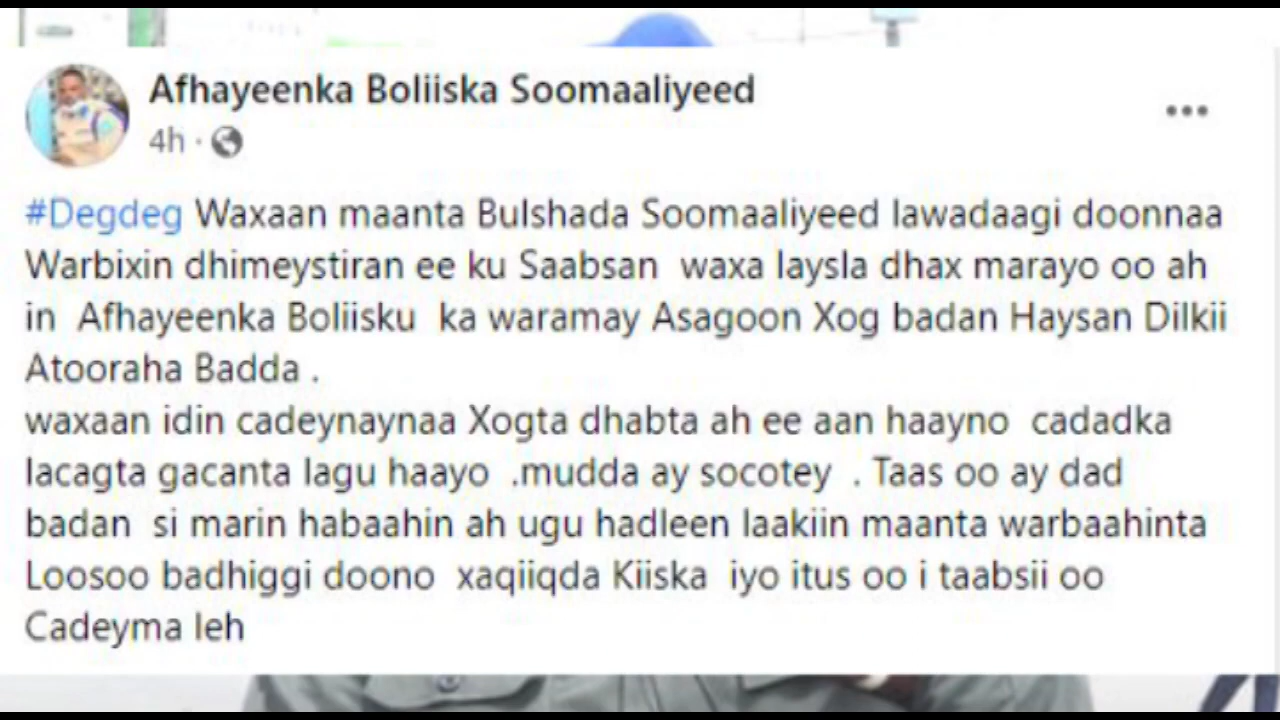 Afhayeenka Boliiska Soomaaliyeed
4h ·
#Degdeg Waxaan maanta Bulshada Soomaaliyeed lawadaagi doonnaa
Warbixin dhimeystiran ee ku Saabsan waxa laysla dhax marayo oo ah
in Afhayeenka Boliisku ka waramay Asagoon Xog badan Haysan Dilkii
Atooraha Badda .
waxaan idin cadeynaynaa Xogta dhabta ah ee aan haayno cadadka
lacagta gacanta lagu haayo .mudda ay socotey . Taas oo ay dad
badan si marin habaahin ah ugu hadleen laakiin maanta warbaahinta
Loosoo badhiggi doono xaqiiqda Kiiska iyo itus oo i taabsii oo
Cadeyma leh